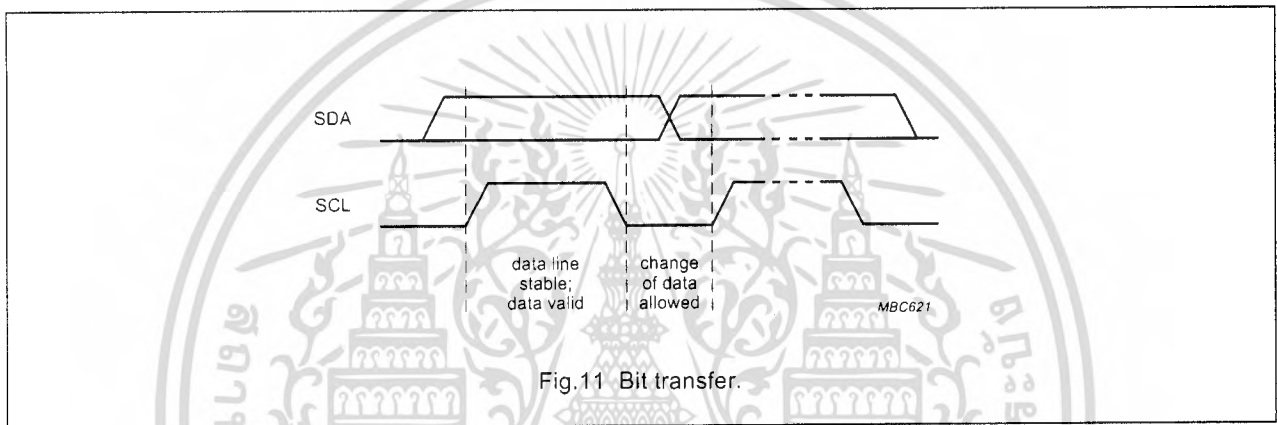 SDA
SCL
data line
stable;
data valid
change
of data
allowed
MBC621
Fig.11 Bit transfer.